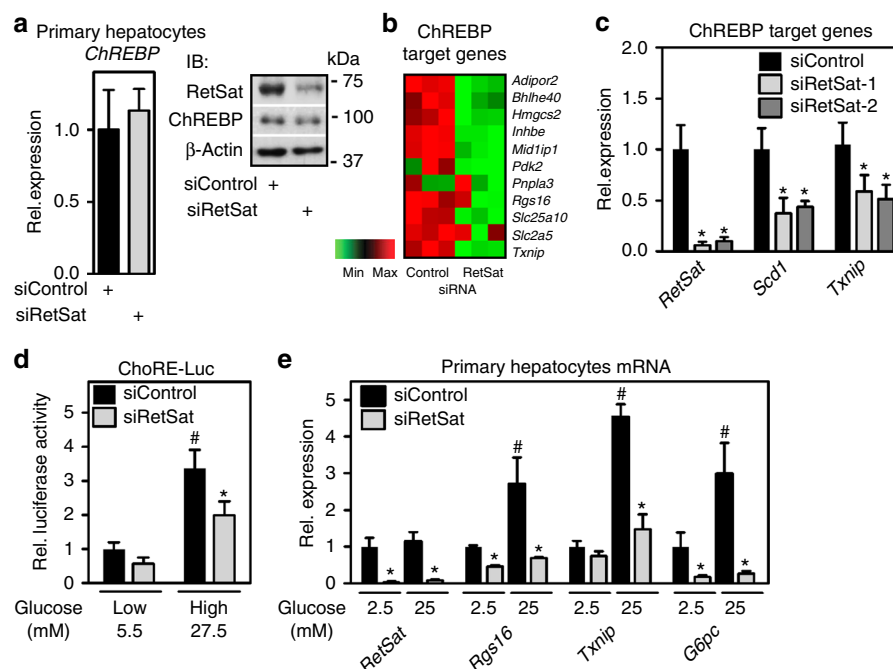 a
Primary hepatocytes
ChREBP
Rel.expression
1.0
0.5
0.0
siControl +
siRetSat +
IB:
kDa
RetSat
ChREBP
β-Actin
- 75
- 100
- 37
siControl +
siRetSat +
b
ChREBP
target genes
Adipor2
Bhlhe40
Hmgcs2
Inhbe
Mid1ip1
Pdk2
Pnpla3
Rgs16
Slc25a10
Slc2a5
Txnip
Min Max
Control RetSat
siRNA
c
ChREBP target genes
siControl
siRetSat-1
siRetSat-2
Rel.expression
2.0
1.5
1.0
0.5
0.0
* * * * * *
RetSat Scd1 Txnip
d
ChoRE-Luc
siControl
siRetSat
Rel. luciferase activity
5
4
3
2
1
0
# *
Glucose Low High
(mM) 5.5 27.5
e
Primary hepatocytes mRNA
siControl
siRetSat
Rel. expression
5
4
3
2
1
0
* * * # * # * * # *
Glucose 2.5 25 2.5 25 2.5 25 2.5 25
(mM)
RetSat Rgs16 Txnip G6pc